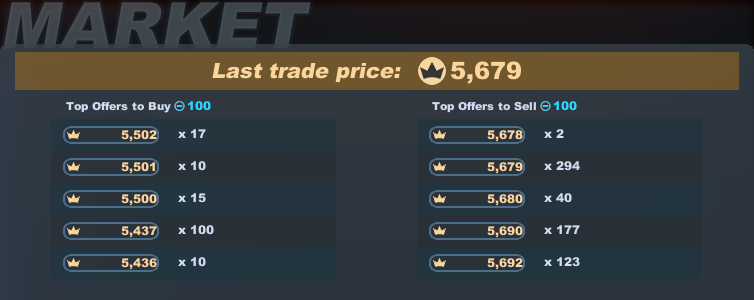 MARKET
Last trade price: 5,679
Top Offers to Buy 100
5,502 x 17
5,501 x 10
5,500 x 15
5,437 x 100
5,436 x 10
Top Offers to Sell 100
5,678 x 2
5,679 x 294
5,680 x 40
5,690 x 177
5,692 x 123